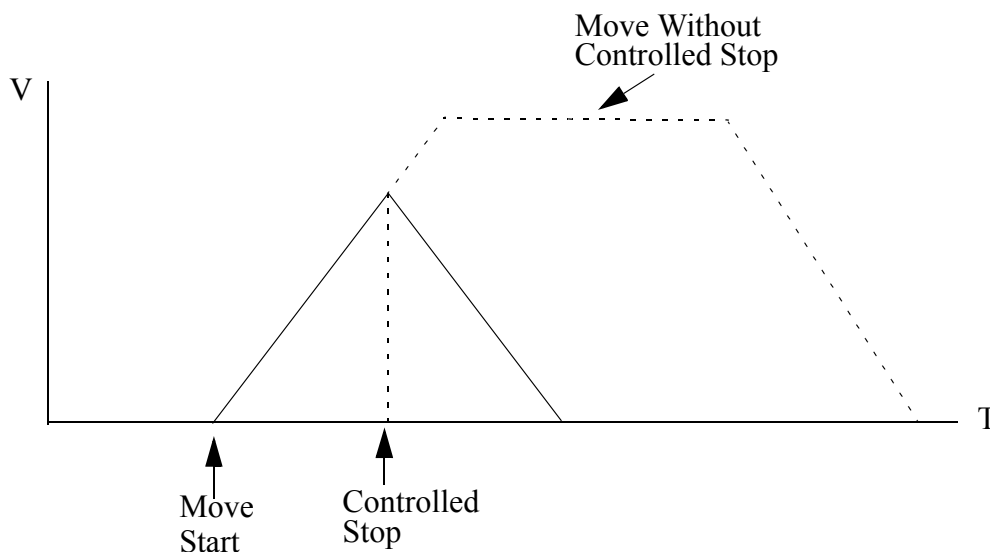 Move Without
Controlled Stop
V
T
Move
Start
Controlled
Stop